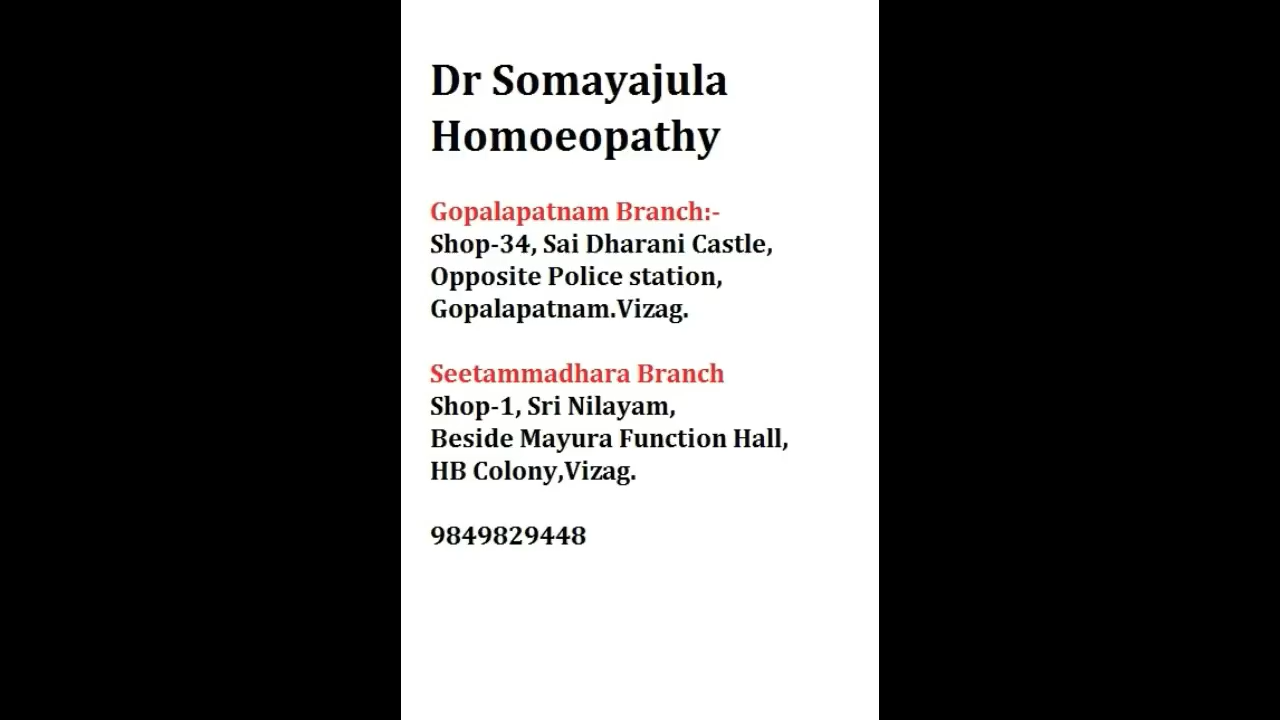 Dr Somayajula
Homoeopathy
Gopalapatnam Branch:-
Shop-34, Sai Dharani Castle,
Opposite Police station,
Gopalapatnam.Vizag.
Seetammadhara Branch
Shop-1, Sri Nilayam,
Beside Mayura Function Hall,
HB Colony,Vizag.
9849829448